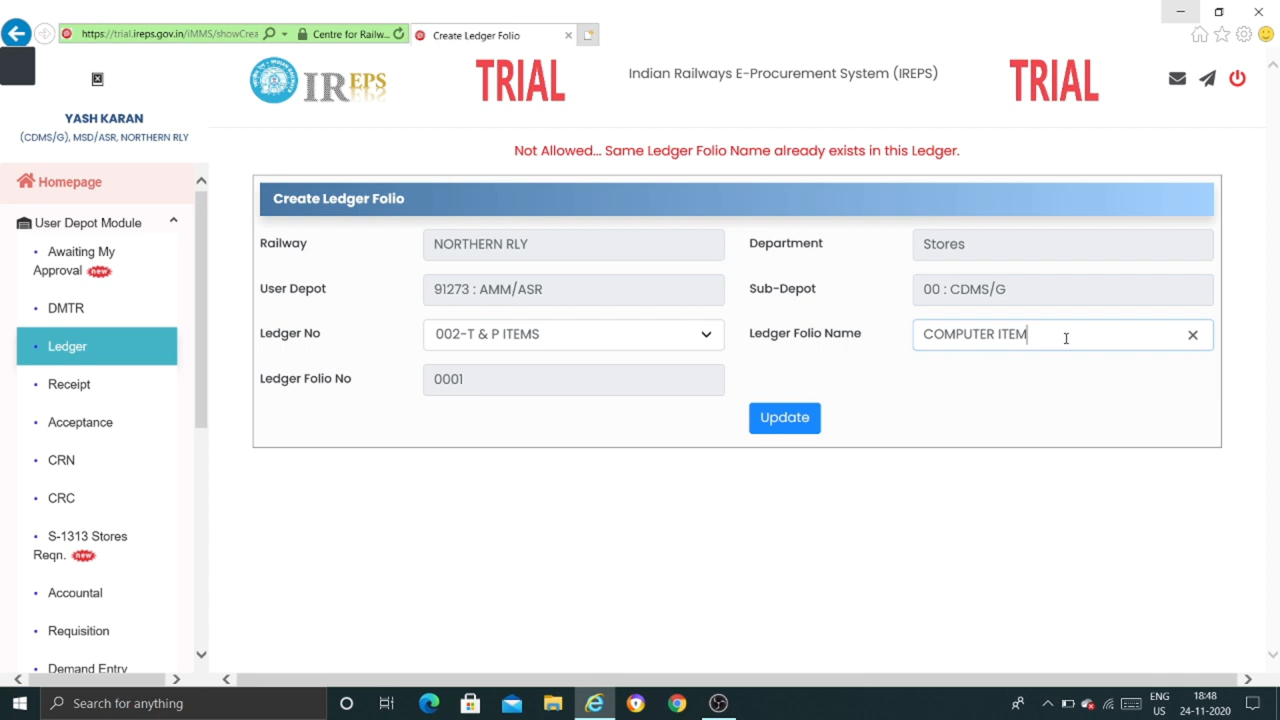 https://trial.ireps.gov.in/iMMS/showCrea
Centre for Railw...
Create Ledger Folio
IREPS
TRIAL
Indian Railways E-Procurement System (IREPS)
TRIAL
YASH KARAN
(CDMS/G), MSD/ASR, NORTHERN RLY
Not Allowed... Same Ledger Folio Name already exists in this Ledger.
Homepage
User Depot Module
Awaiting My
Approval new
DMTR
Ledger
Receipt
Acceptance
CRN
CRC
S-1313 Stores
Reqn. new
Accountal
Requisition
Demand Entry
Create Ledger Folio
Railway NORTHERN RLY Department Stores
User Depot 91273 : AMM/ASR Sub-Depot 00 : CDMS/G
Ledger No 002-T & P ITEMS Ledger Folio Name COMPUTER ITEM
Ledger Folio No 0001
Update
Search for anything
ENG
US
18:48
24-11-2020